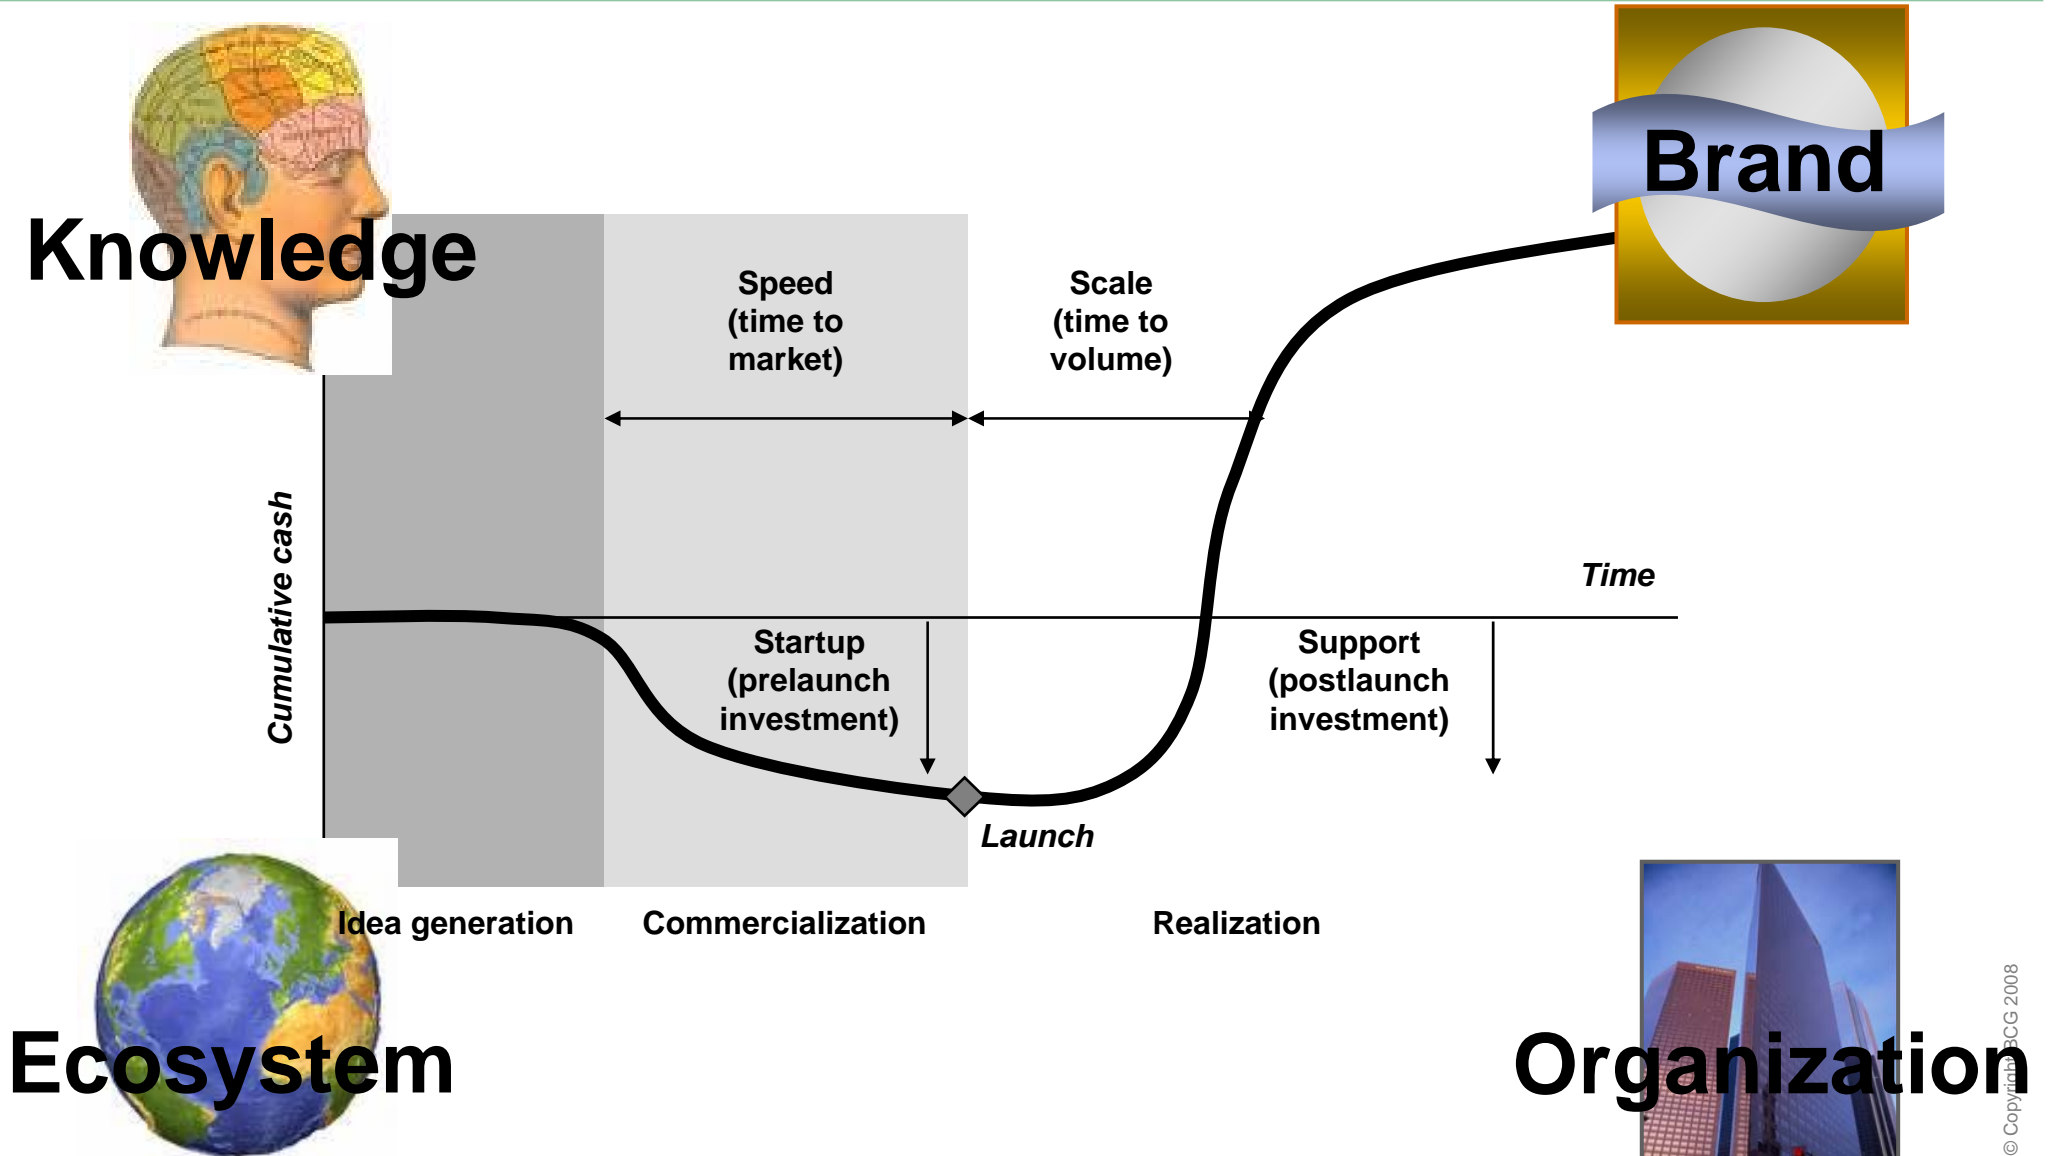 Brand
Knowledge
Speed
(time to
market)
Scale
(time to
volume)
Cumulative cash
Time
Startup
(prelaunch
investment)
Support
(postlaunch
investment)
Launch
Idea generation
Commercialization
Realization
Ecosystem
Organization
© Copyright BCG 2008